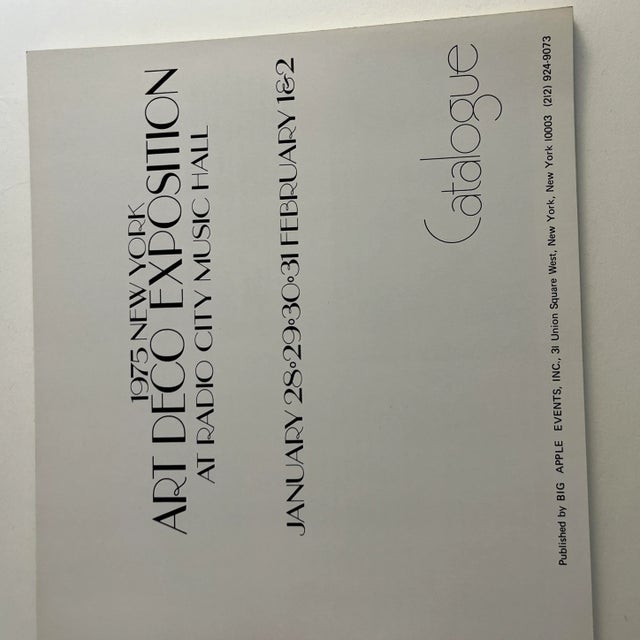 1975 NEW YORK
ART DECO EXPOSITION
AT RADIO CITY MUSIC HALL
JANUARY 28•29•30•31 FEBRUARY 1&2
Catalogue
Published by BIG APPLE EVENTS, INC., 31 Union Square West, New York, New York 10003 (212) 924-9073